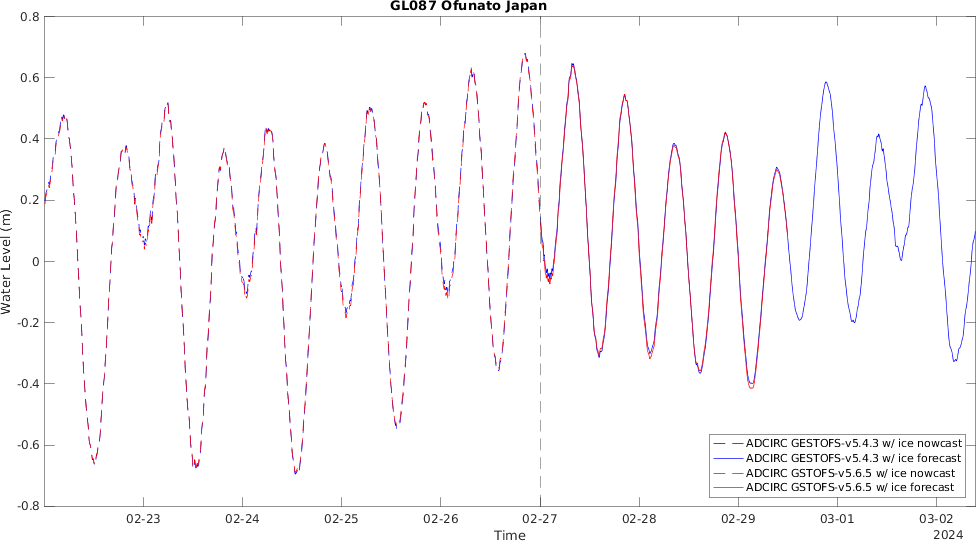 GL087 Ofunato Japan
0.8
0.6
0.4
0.2
0
-0.2
-0.4
-0.6
-0.8
Water Level (m)
ADCIRC GESTOFS-v5.4.3 w/ ice nowcast
ADCIRC GESTOFS-v5.4.3 w/ ice forecast
ADCIRC GSTOFS-v5.6.5 w/ ice nowcast
ADCIRC GSTOFS-v5.6.5 w/ ice forecast
02-23 02-24 02-25 02-26 02-27 02-28 02-29 03-01 03-02
Time 2024